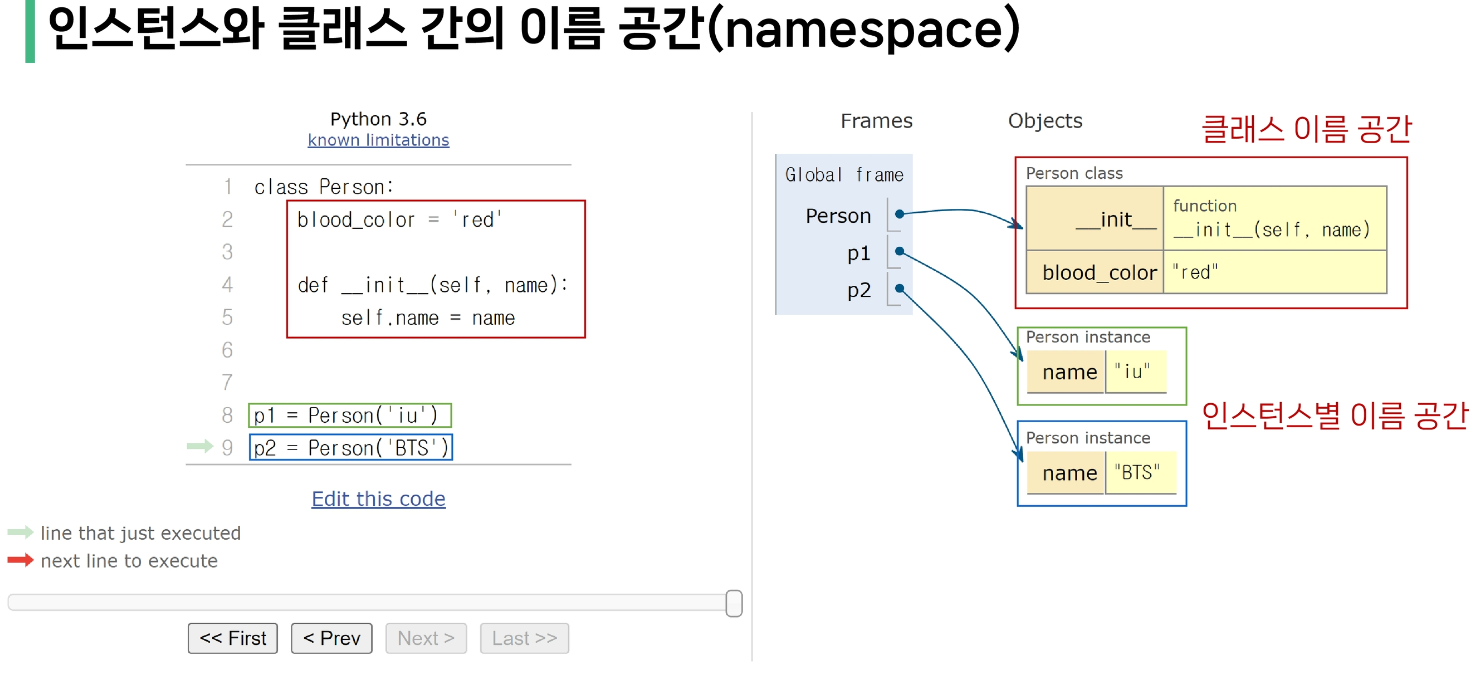 인스턴스와 클래스 간의 이름 공간(namespace)
Python 3.6
known limitations
1 class Person:
2 blood_color = 'red'
3
4 def __init__(self, name):
5 self.name = name
6
7
8 p1 = Person('iu')
9 p2 = Person('BTS')
Edit this code
line that just executed
next line to execute
<< First < Prev Next > Last >>
Frames Objects
클래스 이름 공간
Global frame
Person
p1
p2
Person class
__init__ function
__init__(self, name)
blood_color "red"
Person instance
name "iu"
인스턴스별 이름 공간
Person instance
name "BTS"